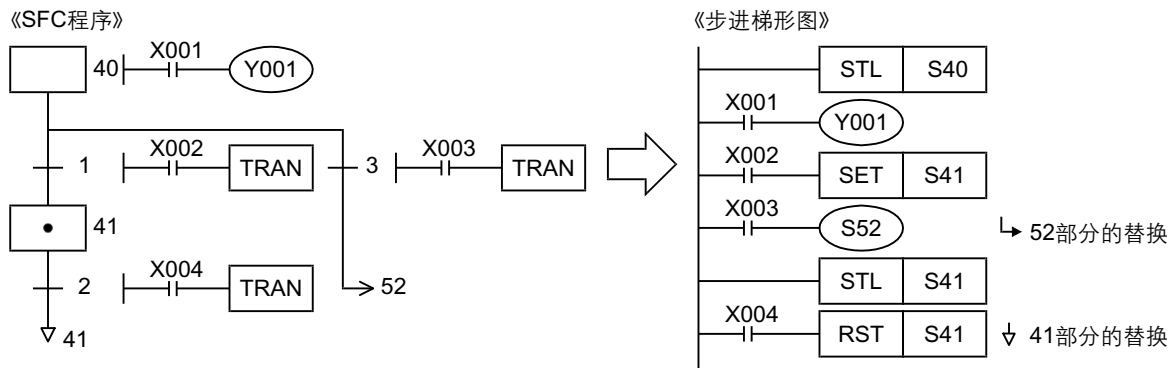 《SFC程序》
X001
40
Y001
1
X002
TRAN
3
X003
TRAN
41
2
X004
TRAN
52
41
《步进梯形图》
STL S40
X001
Y001
X002
SET S41
X003
S52
52部分的替换
STL S41
X004
RST S41
41部分的替换